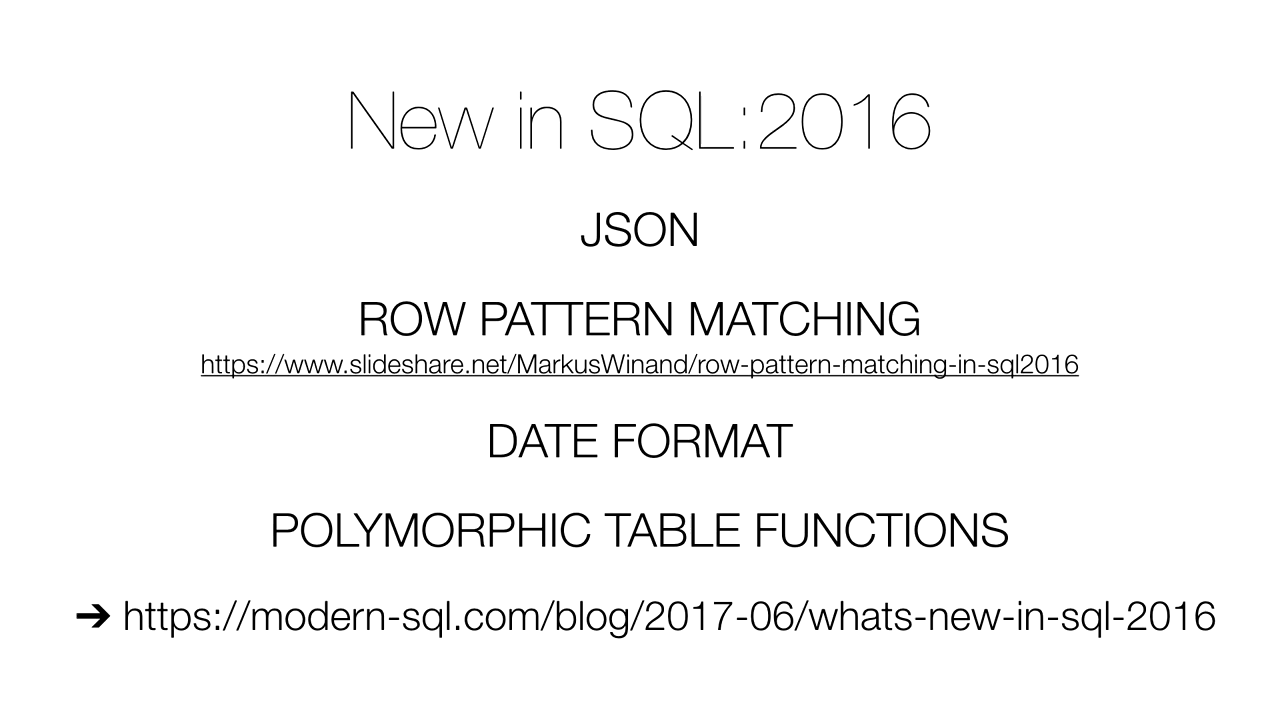 New in SQL:2016
JSON
ROW PATTERN MATCHING
https://www.slideshare.net/MarkusWinand/row-pattern-matching-in-sql2016
DATE FORMAT
POLYMORPHIC TABLE FUNCTIONS
➔ https://modern-sql.com/blog/2017-06/whats-new-in-sql-2016